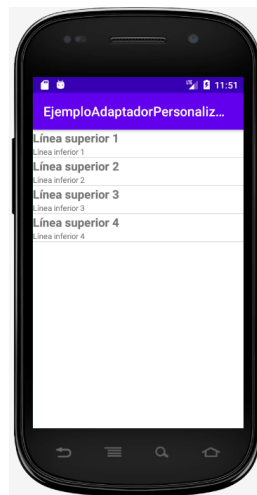 LTE 11:51
EjemploAdaptadorPersonaliz...
Línea superior 1
Línea inferior 1
Línea superior 2
Línea inferior 2
Línea superior 3
Línea inferior 3
Línea superior 4
Línea inferior 4